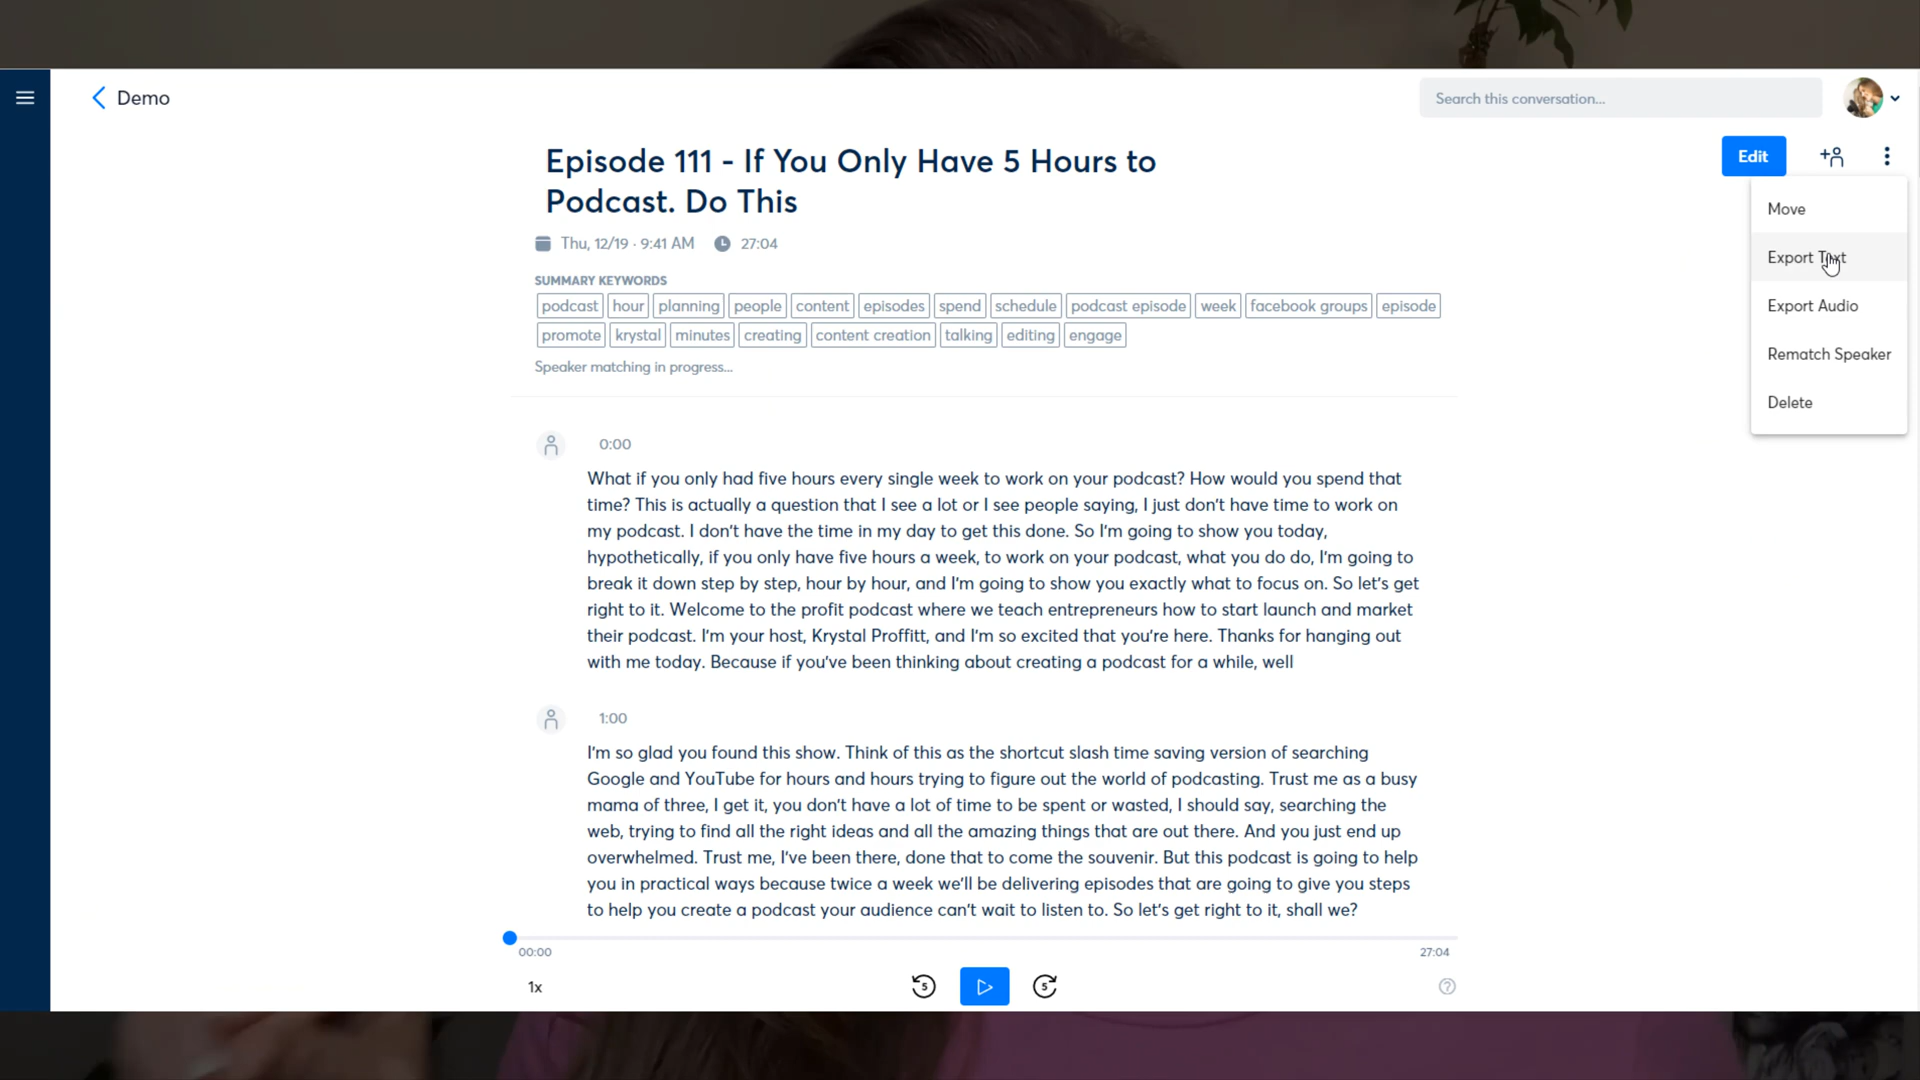 Demo
Search this conversation...
Episode 111 - If You Only Have 5 Hours to
Podcast. Do This
Edit
Move
Export Text
Export Audio
Rematch Speaker
Delete
Thu, 12/19 · 9:41 AM 27:04
SUMMARY KEYWORDS
podcast hour planning people content episodes spend schedule podcast episode week facebook groups episode
promote krystal minutes creating content creation talking editing engage
Speaker matching in progress...
0:00
What if you only had five hours every single week to work on your podcast? How would you spend that
time? This is actually a question that I see a lot or I see people saying, I just don't have time to work on
my podcast. I don't have the time in my day to get this done. So I'm going to show you today,
hypothetically, if you only have five hours a week, to work on your podcast, what you do do, I'm going to
break it down step by step, hour by hour, and I'm going to show you exactly what to focus on. So let's get
right to it. Welcome to the profit podcast where we teach entrepreneurs how to start launch and market
their podcast. I'm your host, Krystal Proffitt, and I'm so excited that you're here. Thanks for hanging out
with me today. Because if you've been thinking about creating a podcast for a while, well
1:00
I'm so glad you found this show. Think of this as the shortcut slash time saving version of searching
Google and YouTube for hours and hours trying to figure out the world of podcasting. Trust me as a busy
mama of three, I get it, you don't have a lot of time to be spent or wasted, I should say, searching the
web, trying to find all the right ideas and all the amazing things that are out there. And you just end up
overwhelmed. Trust me, I've been there, done that to come the souvenir. But this podcast is going to help
you in practical ways because twice a week we'll be delivering episodes that are going to give you steps
to help you create a podcast your audience can't wait to listen to. So let's get right to it, shall we?
00:00
27:04
1x
5
5